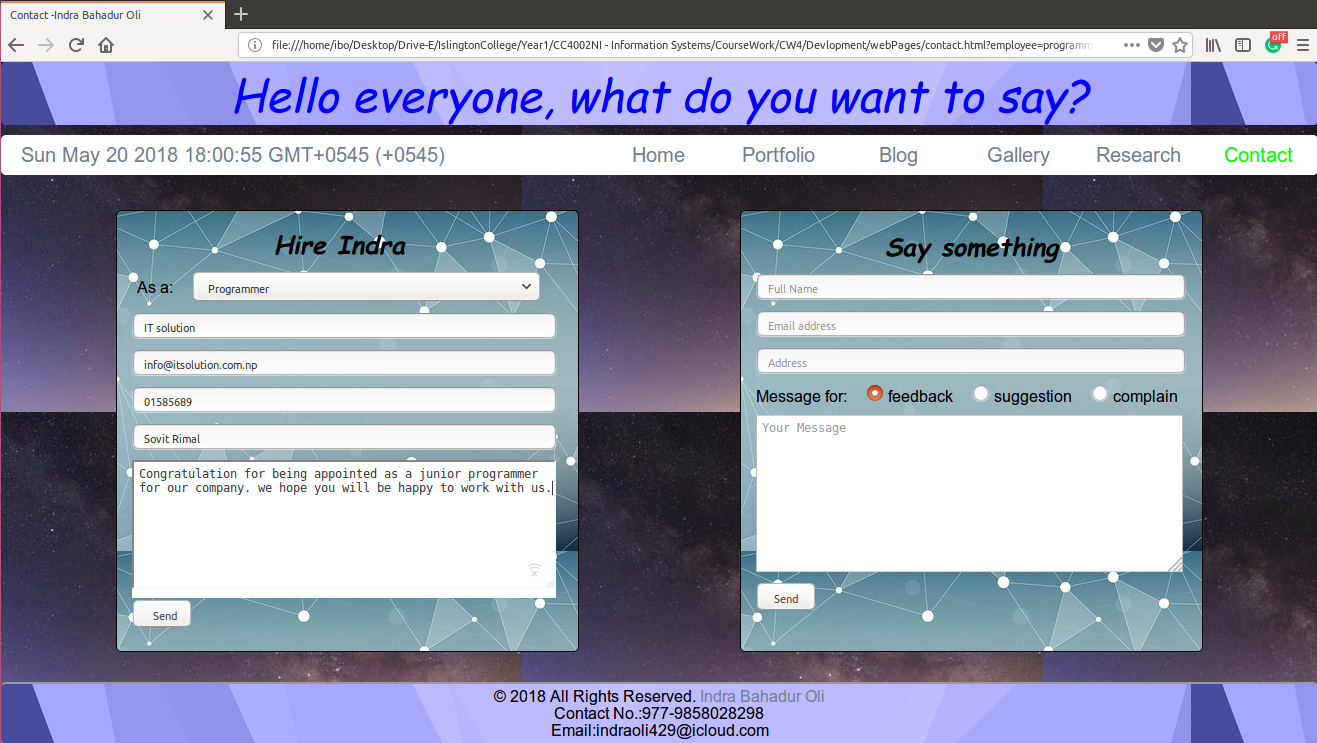 Contact -Indra Bahadur Oli
file:///home/ibo/Desktop/Drive-E/IslingtonCollege/Year1/CC4002NI - Information Systems/CourseWork/CW4/Devlopment/webPages/contact.html?employee=programm
off
Hello everyone, what do you want to say?
Sun May 20 2018 18:00:55 GMT+0545 (+0545) Home Portfolio Blog Gallery Research Contact
Hire Indra
As a: Programmer
IT solution
info@itsolution.com.np
01585689
Sovit Rimal
Congratulation for being appointed as a junior programmer
for our company. we hope you will be happy to work with us.
Send
Say something
Full Name
Email address
Address
Message for: feedback suggestion complain
Your Message
Send
© 2018 All Rights Reserved. Indra Bahadur Oli
Contact No.:977-9858028298
Email:indraoli429@icloud.com